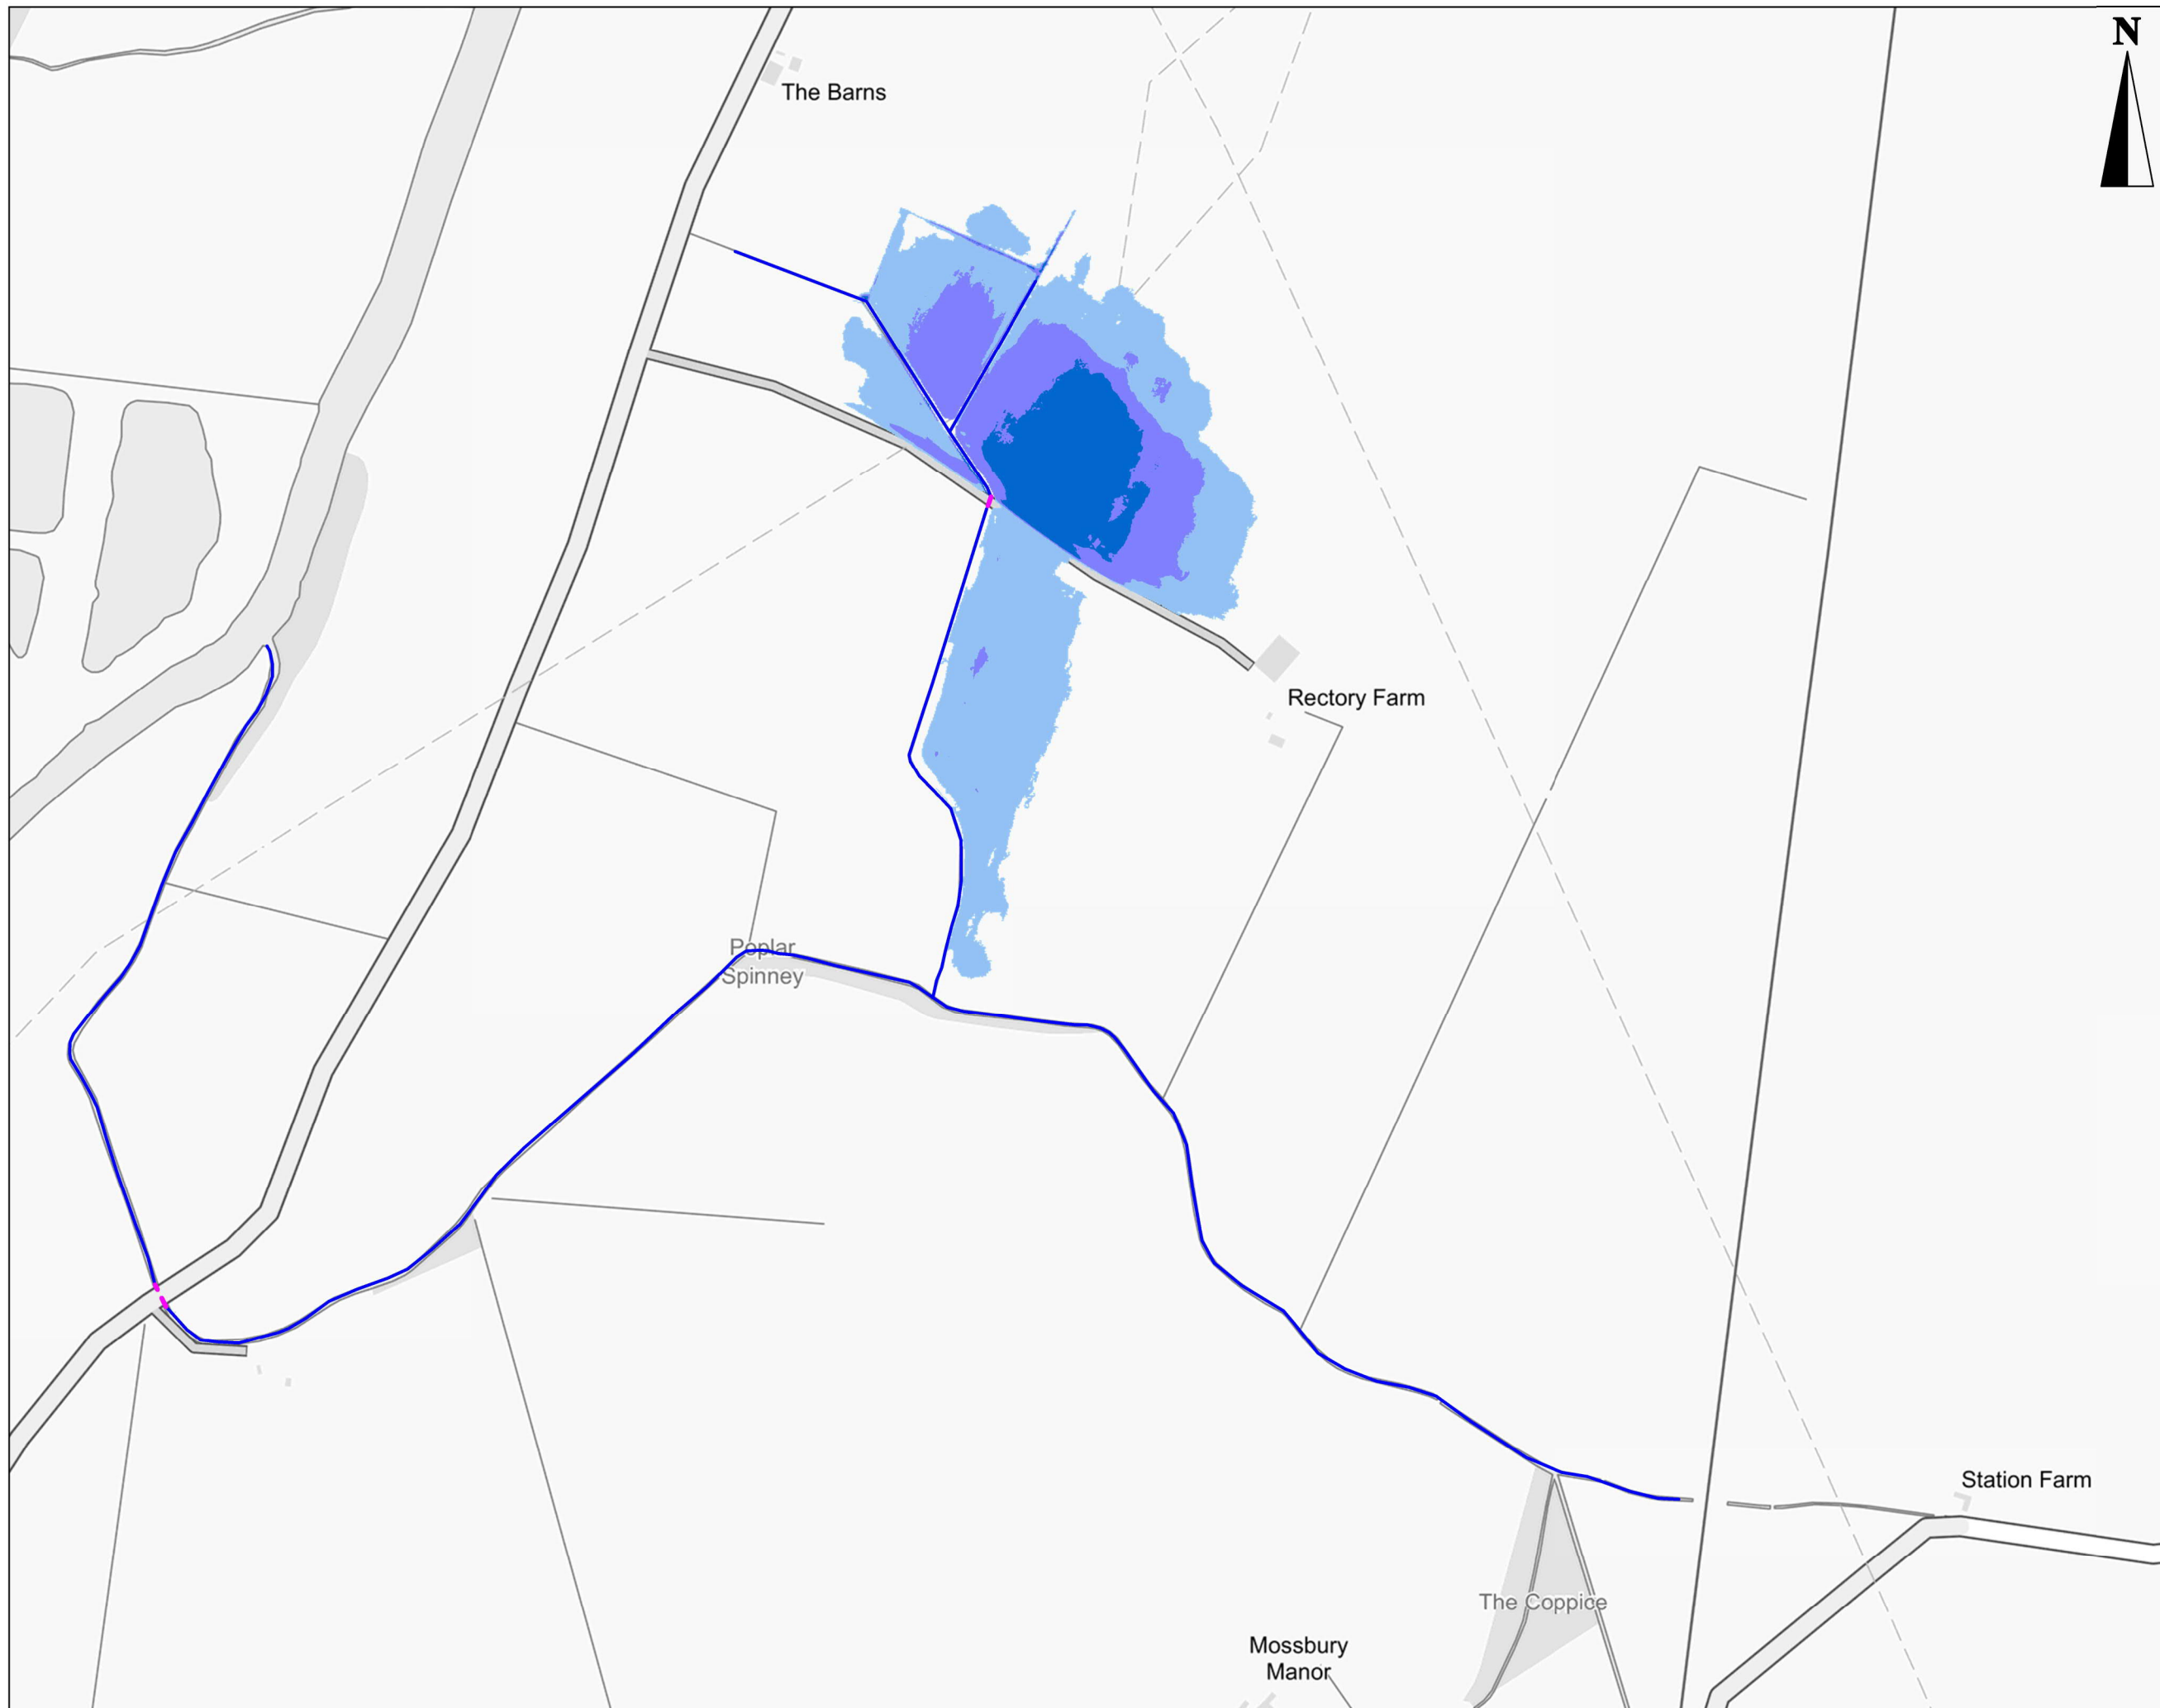 N
The Barns
Rectory Farm
Poplar
Spinney
Station Farm
The Coppice
Mossbury
Manor